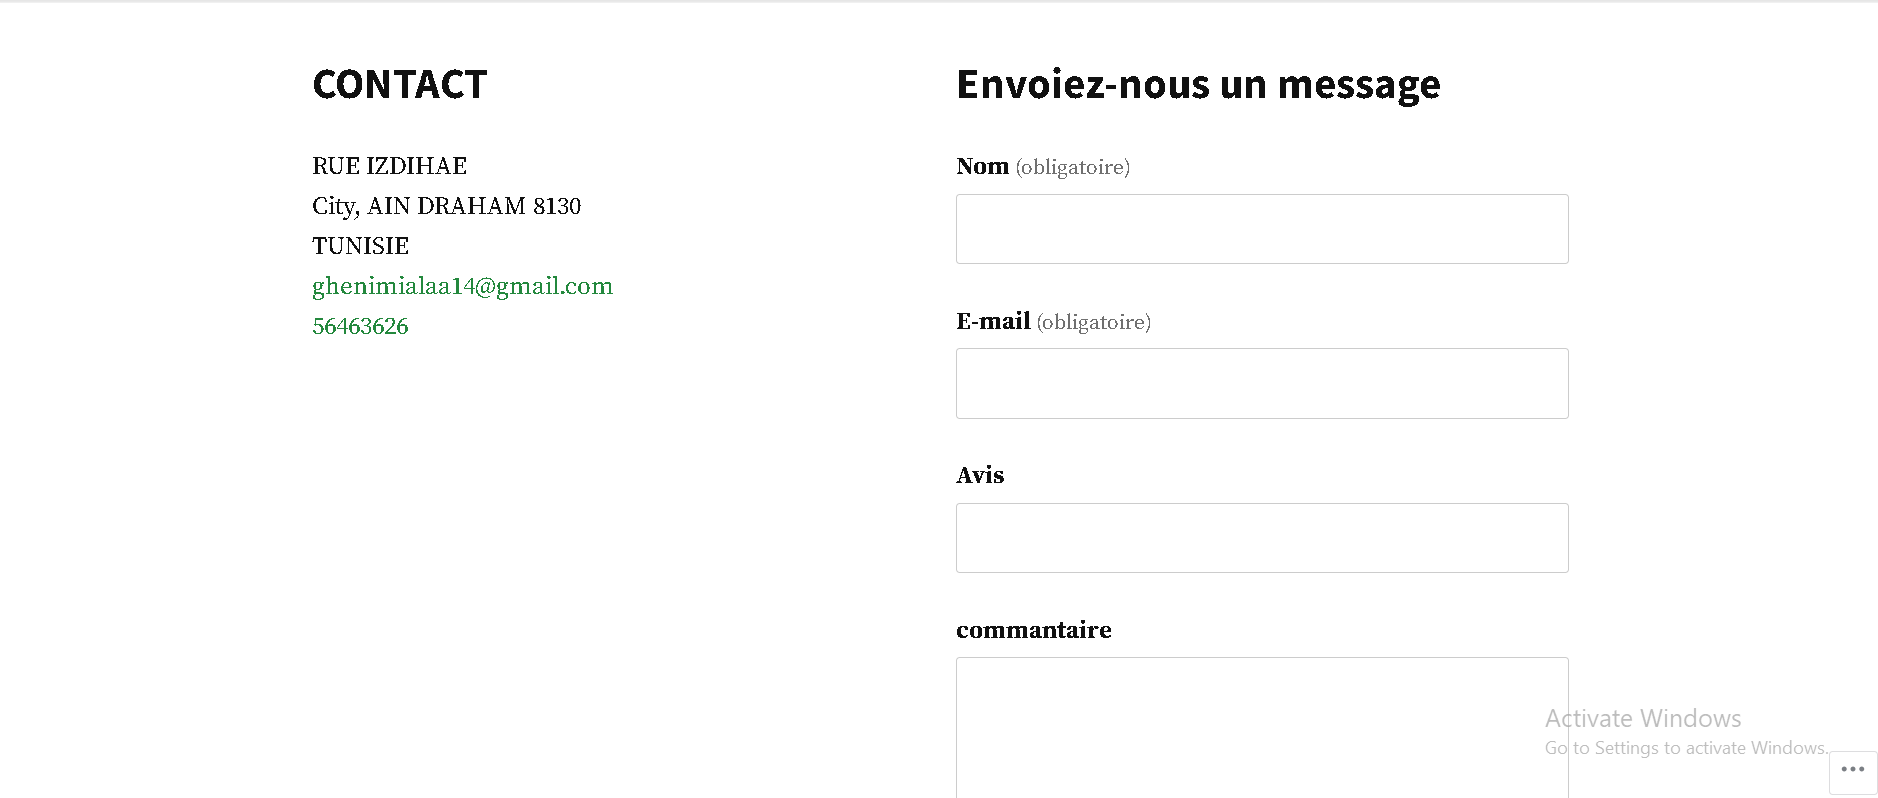 CONTACT
RUE IZDIHAE
City, AIN DRAHAM 8130
TUNISIE
ghenimialaa14@gmail.com
56463626
Envoiez-nous un message
Nom (obligatoire)
E-mail (obligatoire)
Avis
commantaire
Activate Windows
Go to Settings to activate Windows.